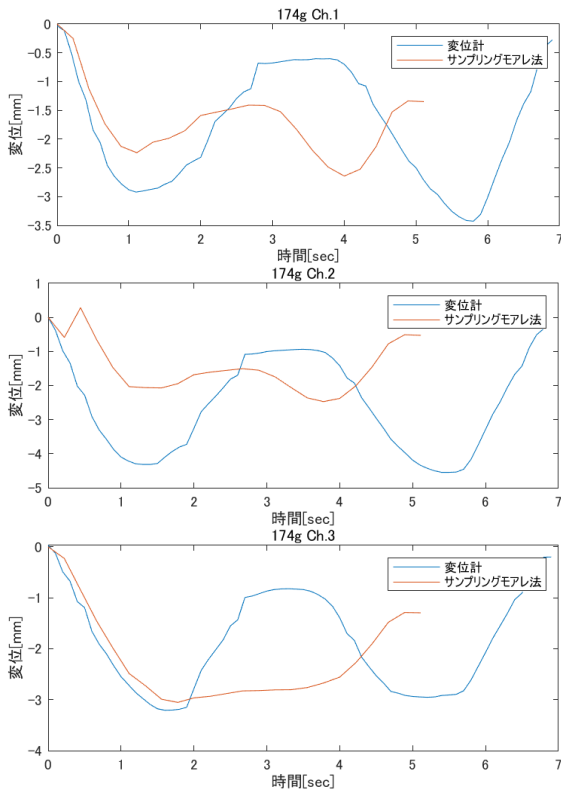 174g Ch.1
0
-0.5
-1
-1.5
-2
-2.5
-3
-3.5
変位[mm]
変位計
サンプリングモアレ法
0 1 2 3 4 5 6 7
時間[sec]
174g Ch.2
1
0
-1
-2
-3
-4
-5
変位[mm]
変位計
サンプリングモアレ法
0 1 2 3 4 5 6 7
時間[sec]
174g Ch.3
0
-1
-2
-3
-4
変位[mm]
変位計
サンプリングモアレ法
0 1 2 3 4 5 6 7
時間[sec]